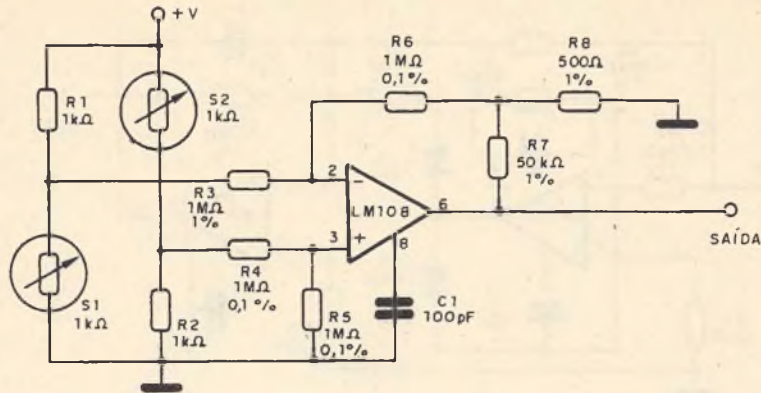 +V
R1
1kΩ
S2
1kΩ
R6
1MΩ
0,1%
R8
500Ω
1%
R7
50kΩ
1%
R3
1MΩ
1%
2
-
LM108
6
3
+
8
SAÍDA
R4
1MΩ
0,1%
S1
1kΩ
R2
1kΩ
R5
1MΩ
0,1%
C1
100pF